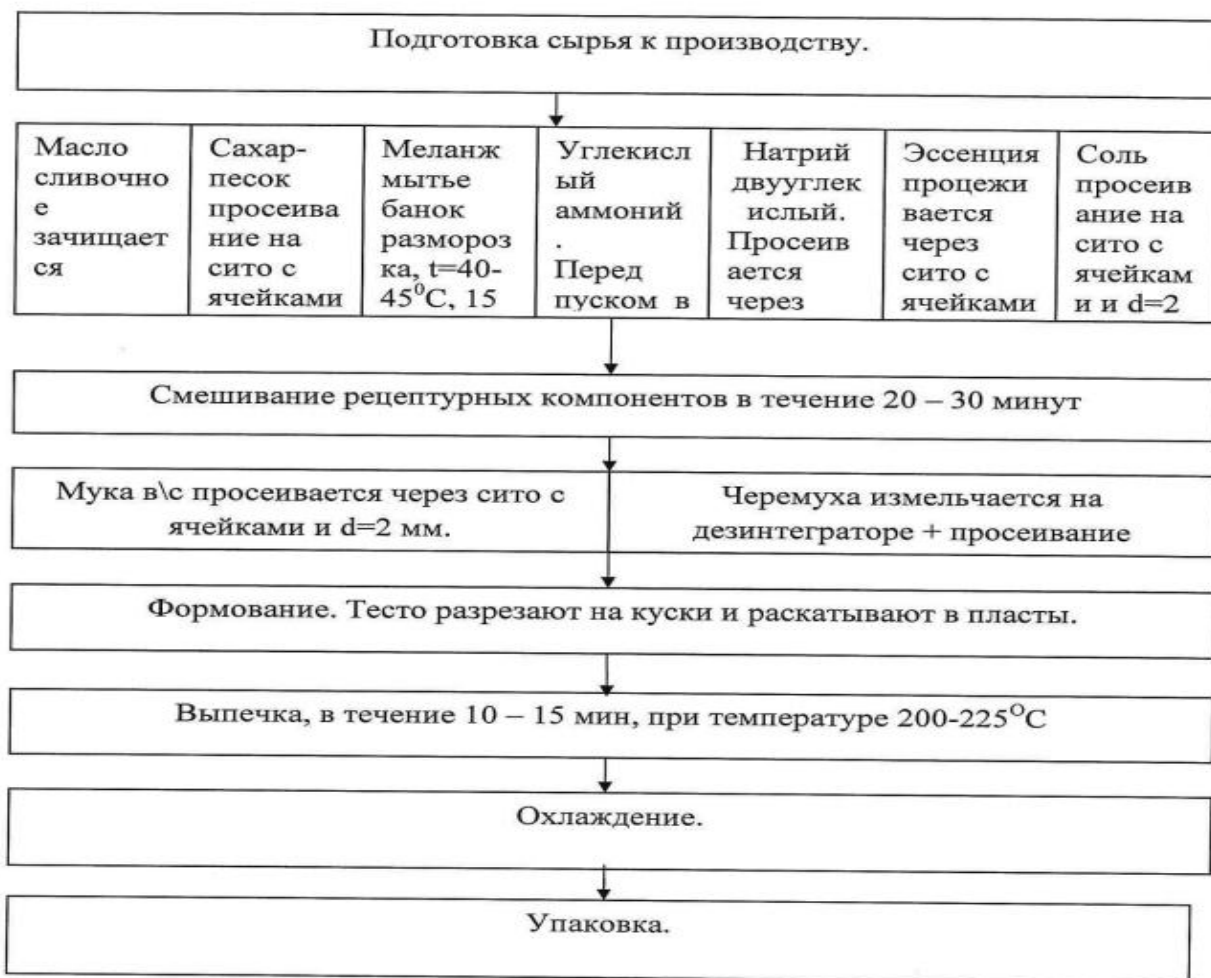 Подготовка сырья к производству.
Масло
сливочно
е
зачищает
ся
Сахар-
песок
просеива
ние на
сито с
ячейками
Меланж
мытье
банок
разморoз
ка, t=40-
45⁰С, 15
Углекисл
ый
аммоний
.
Перед
пуском в
Натрий
двууглек
ислый.
Просеив
ается
через
Эссенция
процежи
вается
через
сито с
ячейками
Соль
просеив
ание на
сито с
ячейкам
и и d=2
Смешивание рецептурных компонентов в течение 20 – 30 минут
Мука в\с просеивается через сито с
ячейками и d=2 мм.
Черемуха измельчается на
дезинтеграторе + просеивание
Формование. Тесто разрезают на куски и раскатывают в пласты.
Выпечка, в течение 10 – 15 мин, при температуре 200-225ᴼС
Охлаждение.
Упаковка.